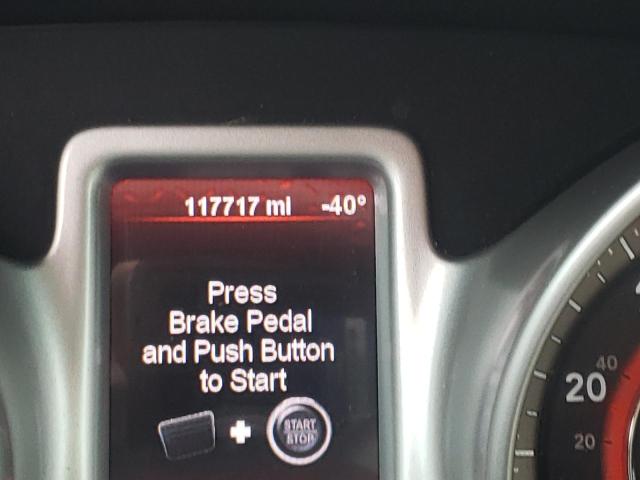 117717 mi -40°
Press
Brake Pedal
and Push Button
to Start
START
STOP
40
20
20